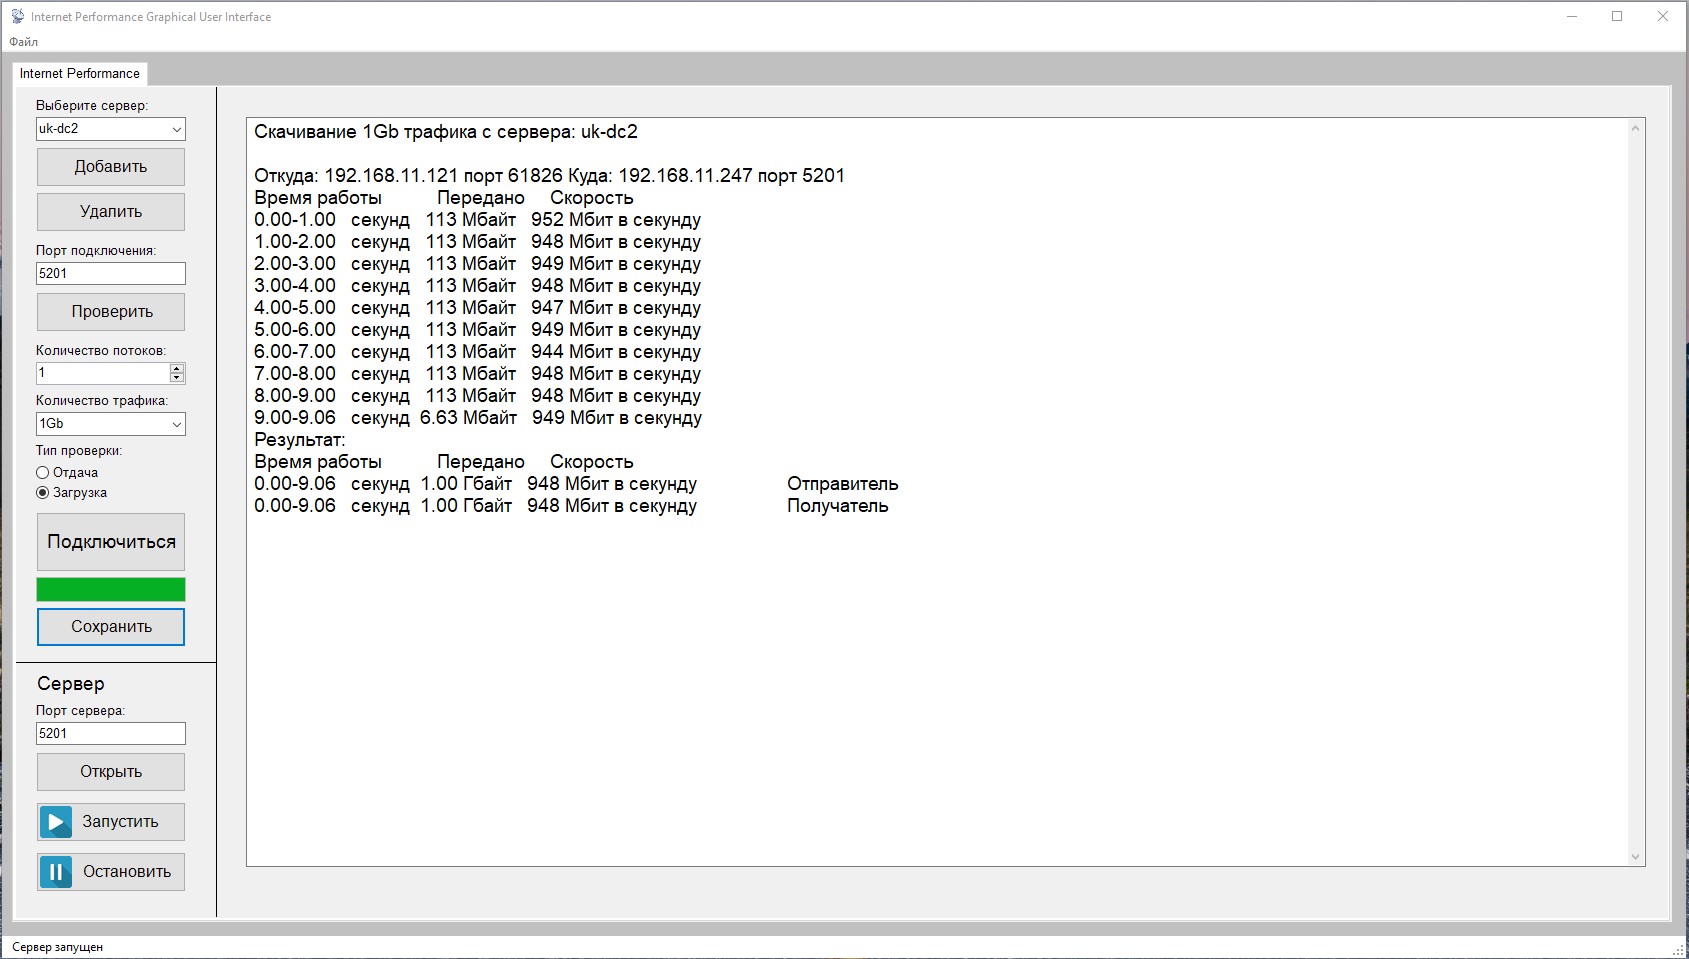 Internet Performance Graphical User Interface
Файл
Internet Performance
Выберите сервер:
uk-dc2
Добавить
Удалить
Порт подключения:
5201
Проверить
Количество потоков:
1
Количество трафика:
1Gb
Тип проверки:
Отдача
Загрузка
Подключиться
Сохранить
Сервер
Порт сервера:
5201
Открыть
Запустить
Остановить
Скачивание 1Gb трафика с сервера: uk-dc2
Откуда: 192.168.11.121 порт 61826 Куда: 192.168.11.247 порт 5201
Время работы Передано Скорость
0.00-1.00 секунд 113 Мбайт 952 Мбит в секунду
1.00-2.00 секунд 113 Мбайт 948 Мбит в секунду
2.00-3.00 секунд 113 Мбайт 949 Мбит в секунду
3.00-4.00 секунд 113 Мбайт 948 Мбит в секунду
4.00-5.00 секунд 113 Мбайт 947 Мбит в секунду
5.00-6.00 секунд 113 Мбайт 949 Мбит в секунду
6.00-7.00 секунд 113 Мбайт 944 Мбит в секунду
7.00-8.00 секунд 113 Мбайт 948 Мбит в секунду
8.00-9.00 секунд 113 Мбайт 948 Мбит в секунду
9.00-9.06 секунд 6.63 Мбайт 949 Мбит в секунду
Результат:
Время работы Передано Скорость
0.00-9.06 секунд 1.00 Гбайт 948 Мбит в секунду Отправитель
0.00-9.06 секунд 1.00 Гбайт 948 Мбит в секунду Получатель
Сервер запущен